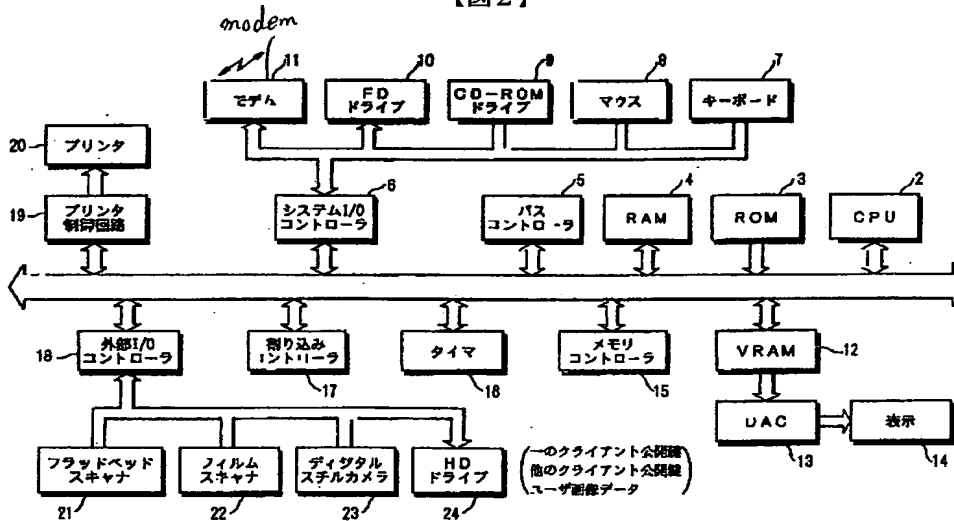 【図2】
modem
11
10
9
8
7
モデム
FD
ドライブ
CD-ROM
ドライブ
マウス
キーボード
20
プリンタ
19
プリンタ
制御回路
6
システムI/O
コントローラ
5
バス
コントローラ
4
RAM
3
ROM
2
CPU
18
外部I/O
コントローラ
割り込み
コントローラ
17
タイマ
16
メモリ
コントローラ
15
VRAM
12
DAC
13
表示
14
フラッドベッド
スキャナ
21
フィルム
スキャナ
22
ディジタル
スチルカメラ
23
HD
ドライブ
24
一のクライアント公開鍵
他のクライアント公開鍵
ユーザ画像データ